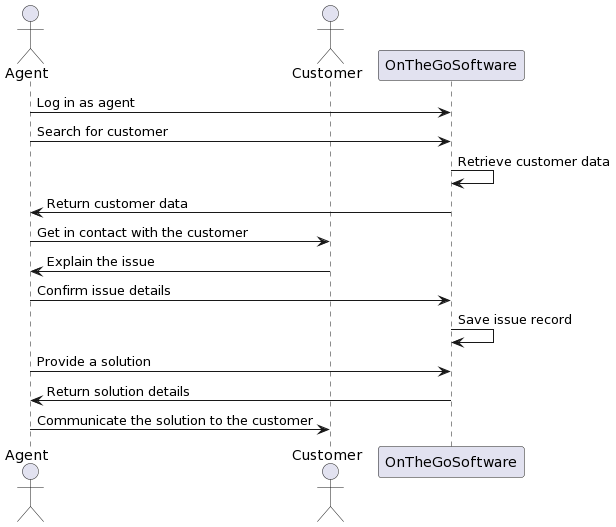 Agent
Customer
OnTheGoSoftware
Log in as agent
Search for customer
Retrieve customer data
Return customer data
Get in contact with the customer
Explain the issue
Confirm issue details
Save issue record
Provide a solution
Return solution details
Communicate the solution to the customer
Agent
Customer
OnTheGoSoftware